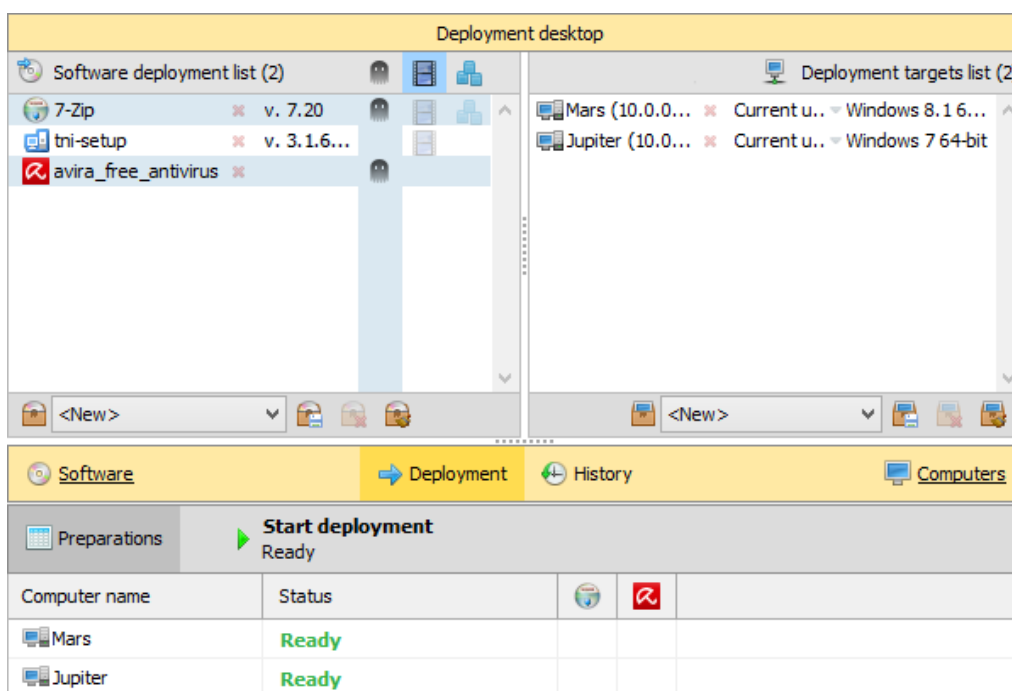 Deployment desktop
Software deployment list (2)
Deployment targets list (2
7-Zip v. 7.20
tni-setup v. 3.1.6...
avira_free_antivirus
Mars (10.0.0... Current u.. Windows 8.1 6...
Jupiter (10.0... Current u.. Windows 7 64-bit
<New>
<New>
Software
Deployment
History
Computers
Preparations
Start deployment
Ready
Computer name Status
Mars Ready
Jupiter Ready